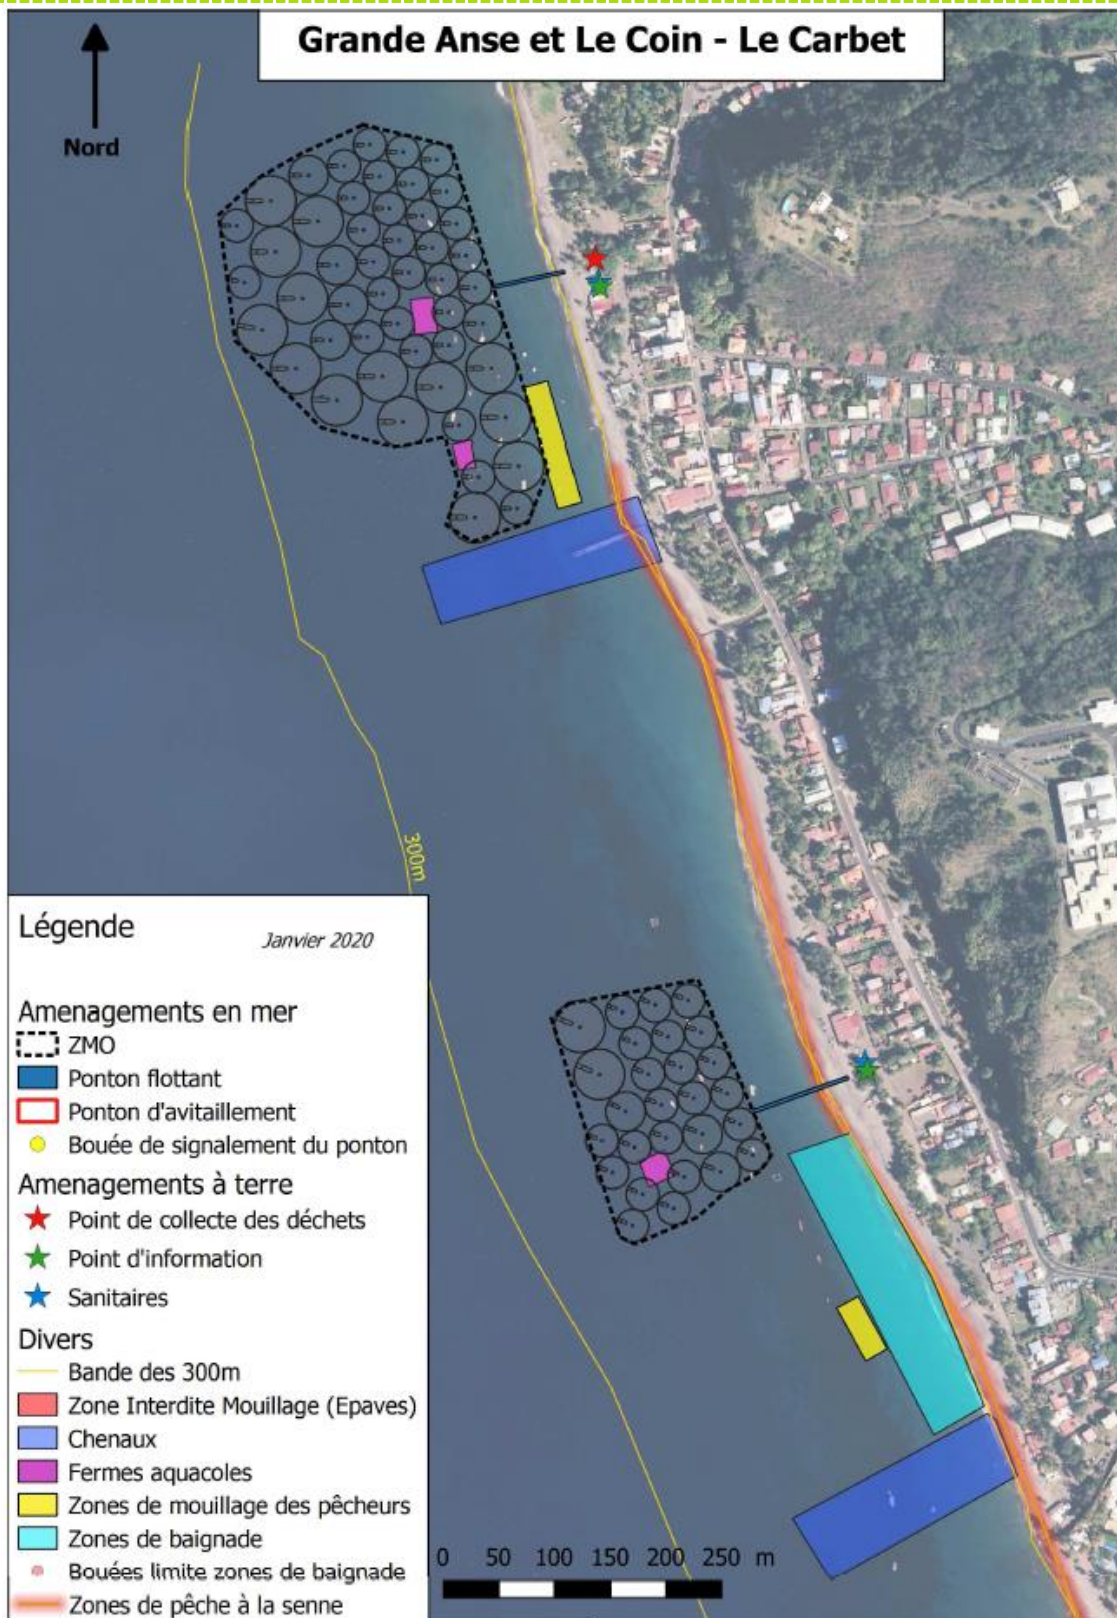 Grande Anse et Le Coin - Le Carbet
Nord
300m
Légende
Janvier 2020
Amenagements en mer
ZMO
Ponton flottant
Ponton d'avitaillement
Bouée de signalement du ponton
Amenagements à terre
Point de collecte des déchets
Point d'information
Sanitaires
Divers
Bande des 300m
Zone Interdite Mouillage (Epaves)
Chenaux
Fermes aquacoles
Zones de mouillage des pêcheurs
Zones de baignade
Bouées limite zones de baignade
Zones de pêche à la senne
0 50 100 150 200 250 m